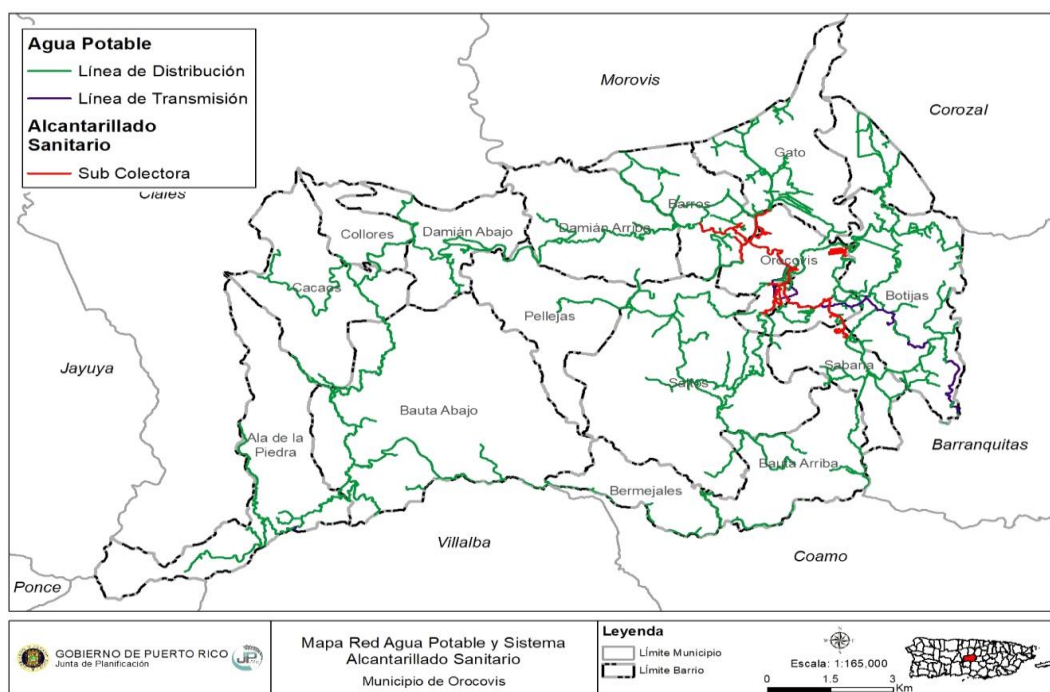 Agua Potable
Línea de Distribución
Línea de Transmisión
Alcantarillado
Sanitario
Sub Colectora
Morovis
Corozal
Ciales
Gato
Barros
Collores
Damián Abajo
Damián Arriba
Orocovis
Cacaos
Botijas
Pellejas
Jayuya
Sabana
Saltos
Bauta Abajo
Ala de la
Piedra
Barranquitas
Bauta Arriba
Bermejales
Villalba
Coamo
Ponce
GOBIERNO DE PUERTO RICO
Junta de Planificación
JP
Mapa Red Agua Potable y Sistema
Alcantarillado Sanitario
Municipio de Orocovis
Leyenda
Límite Municipio
Límite Barrio
Escala: 1:165,000
0 1.5 3
Km